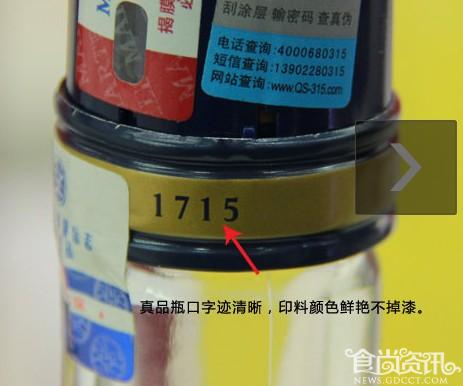 揭膜
刮涂层 输密码 查真伪
电话查询:4000680315
短信查询:13902280315
网站查询:www.QS-315.com
1715
真品瓶口字迹清晰，印料颜色鲜艳不掉漆。
食尚资讯
NEWS.GDCCT.COM